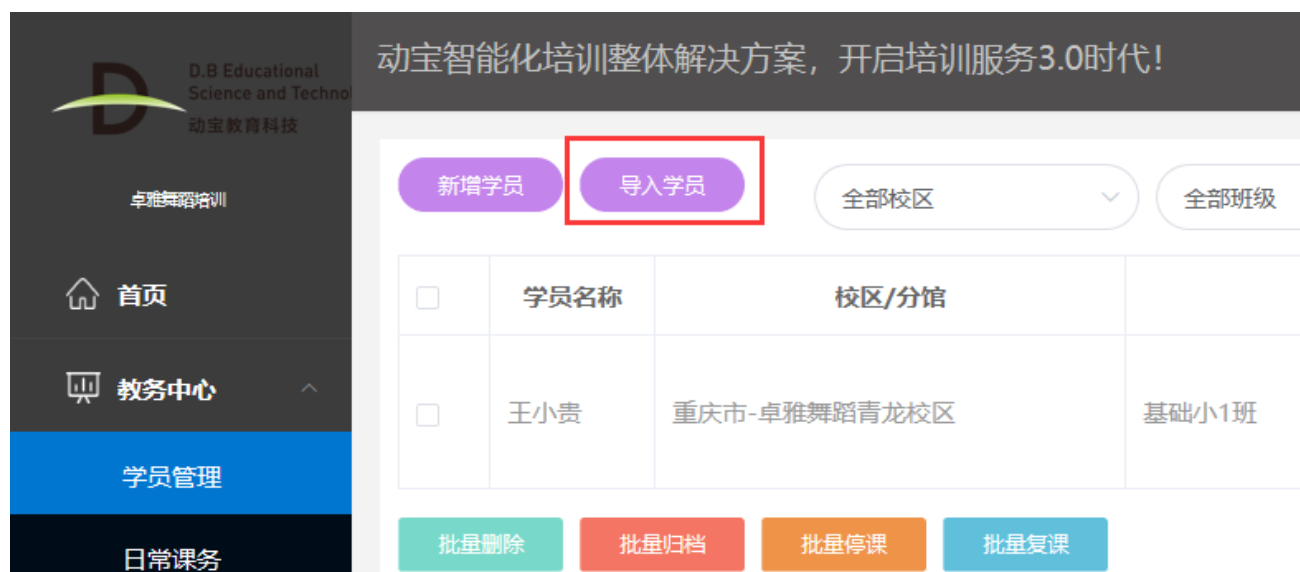 D.B Educational
Science and Techno
动宝教育科技
卓雅舞蹈培训
首页
教务中心
学员管理
日常课务
动宝智能化培训整体解决方案，开启培训服务3.0时代！
新增学员 导入学员 全部校区 全部班级
学员名称 校区/分馆
王小贵 重庆市-卓雅舞蹈青龙校区 基础小1班
批量删除 批量归档 批量停课 批量复课